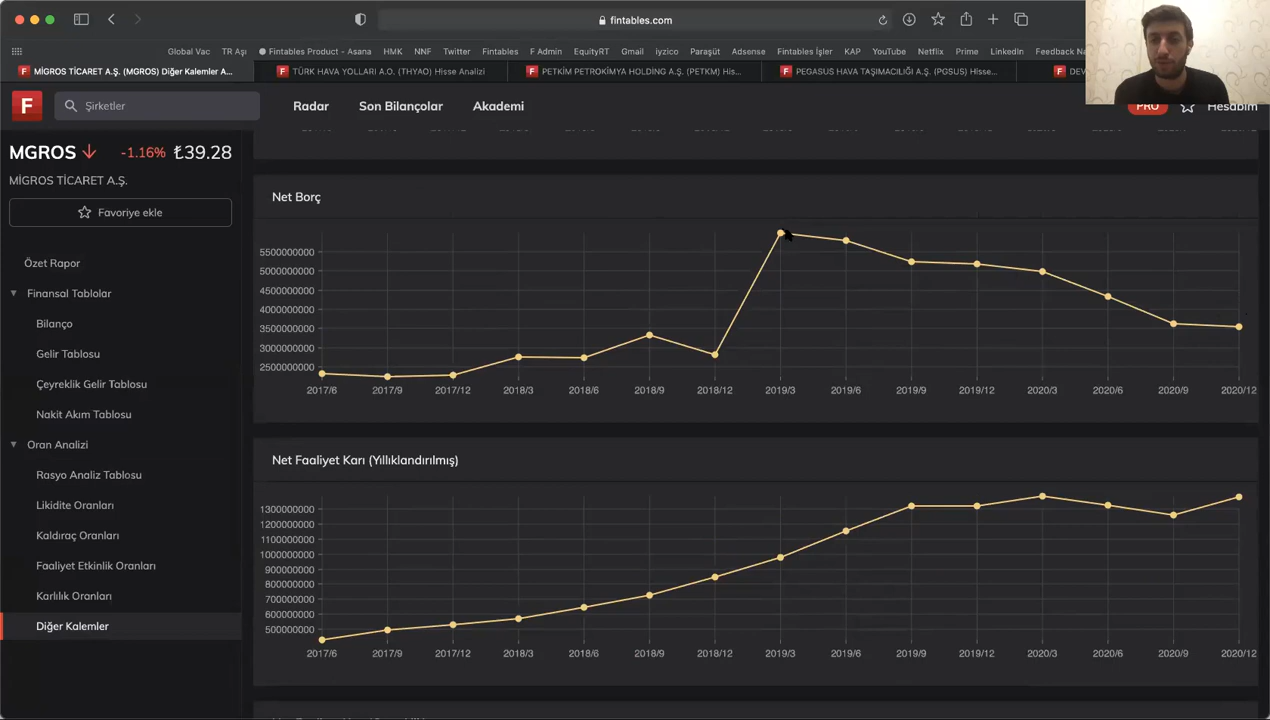 fintables.com
Global Vac TR Aşı Fintables Product - Asana HMK NNF Twitter Fintables F Admin EquityRT Gmail iyzico Paraşüt Adsense Fintables İşler KAP YouTube Netflix Prime LinkedIn Feedback Na
F MİGROS TİCARET A.Ş. (MGROS) Diğer Kalemler A... F TÜRK HAVA YOLLARI A.O. (THYAO) Hisse Analizi F PETKİM PETROKİMYA HOLDİNG A.Ş. (PETKM) His... F PEGASUS HAVA TAŞIMACILIĞI A.Ş. (PGSUS) Hisse... F DEV
F Şirketler Radar Son Bilançolar Akademi PRO Hesabım
MGROS -1.16% ₺39.28
MİGROS TİCARET A.Ş.
Favoriye ekle
Özet Rapor
Finansal Tablolar
Bilanço
Gelir Tablosu
Çeyreklik Gelir Tablosu
Nakit Akım Tablosu
Oran Analizi
Rasyo Analiz Tablosu
Likidite Oranları
Kaldıraç Oranları
Faaliyet Etkinlik Oranları
Karlılık Oranları
Diğer Kalemler
Net Borç
5500000000
5000000000
4500000000
4000000000
3500000000
3000000000
2500000000
2017/6 2017/9 2017/12 2018/3 2018/6 2018/9 2018/12 2019/3 2019/6 2019/9 2019/12 2020/3 2020/6 2020/9 2020/12
Net Faaliyet Karı (Yıllıklandırılmış)
1300000000
1200000000
1100000000
1000000000
900000000
800000000
700000000
600000000
500000000
2017/6 2017/9 2017/12 2018/3 2018/6 2018/9 2018/12 2019/3 2019/6 2019/9 2019/12 2020/3 2020/6 2020/9 2020/12